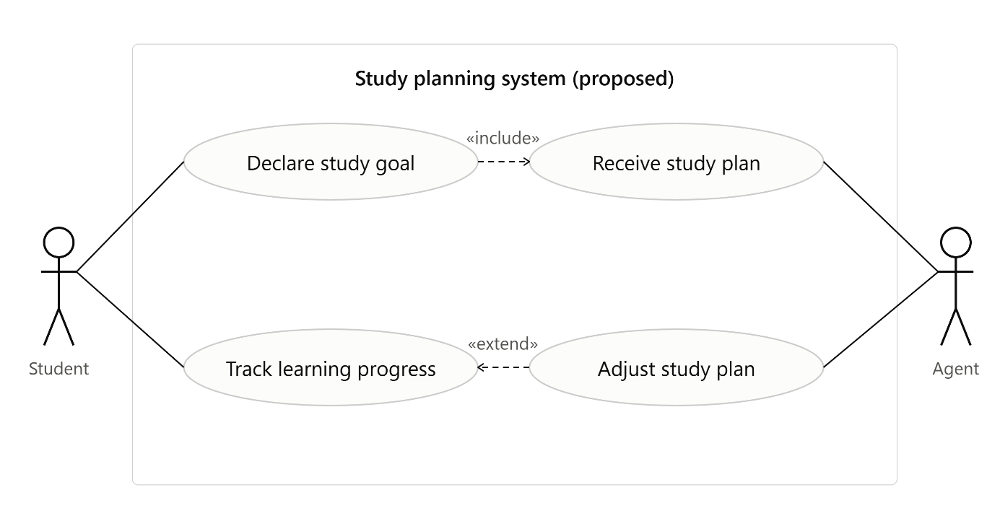 Study planning system (proposed)
«include»
Declare study goal
Receive study plan
«extend»
Track learning progress
Adjust study plan
Student
Agent